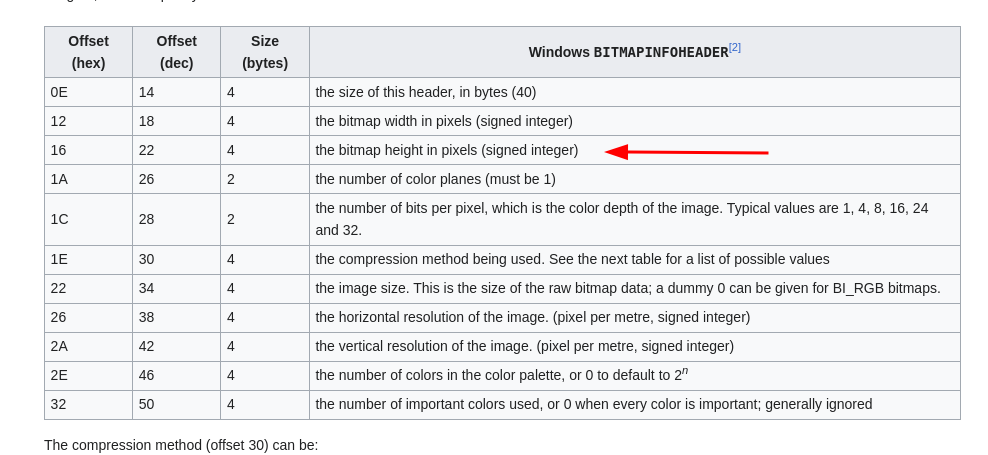 Offset (hex) Offset (dec) Size (bytes) Windows BITMAPINFOHEADER[2]
0E 14 4 the size of this header, in bytes (40)
12 18 4 the bitmap width in pixels (signed integer)
16 22 4 the bitmap height in pixels (signed integer)
1A 26 2 the number of color planes (must be 1)
1C 28 2 the number of bits per pixel, which is the color depth of the image. Typical values are 1, 4, 8, 16, 24
and 32.
1E 30 4 the compression method being used. See the next table for a list of possible values
22 34 4 the image size. This is the size of the raw bitmap data; a dummy 0 can be given for BI_RGB bitmaps.
26 38 4 the horizontal resolution of the image. (pixel per metre, signed integer)
2A 42 4 the vertical resolution of the image. (pixel per metre, signed integer)
2E 46 4 the number of colors in the color palette, or 0 to default to 2ⁿ
32 50 4 the number of important colors used, or 0 when every color is important; generally ignored
The compression method (offset 30) can be: